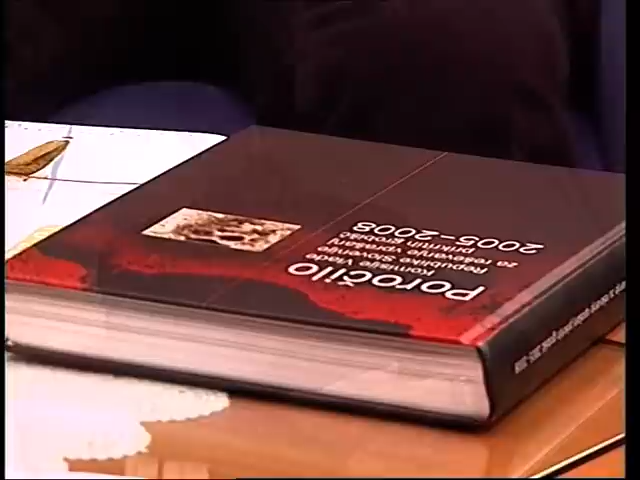 Poročilo
Komisije Vlade
Republike Slovenije
za reševanje vprašanj
prikritih grobišč
2005–2008